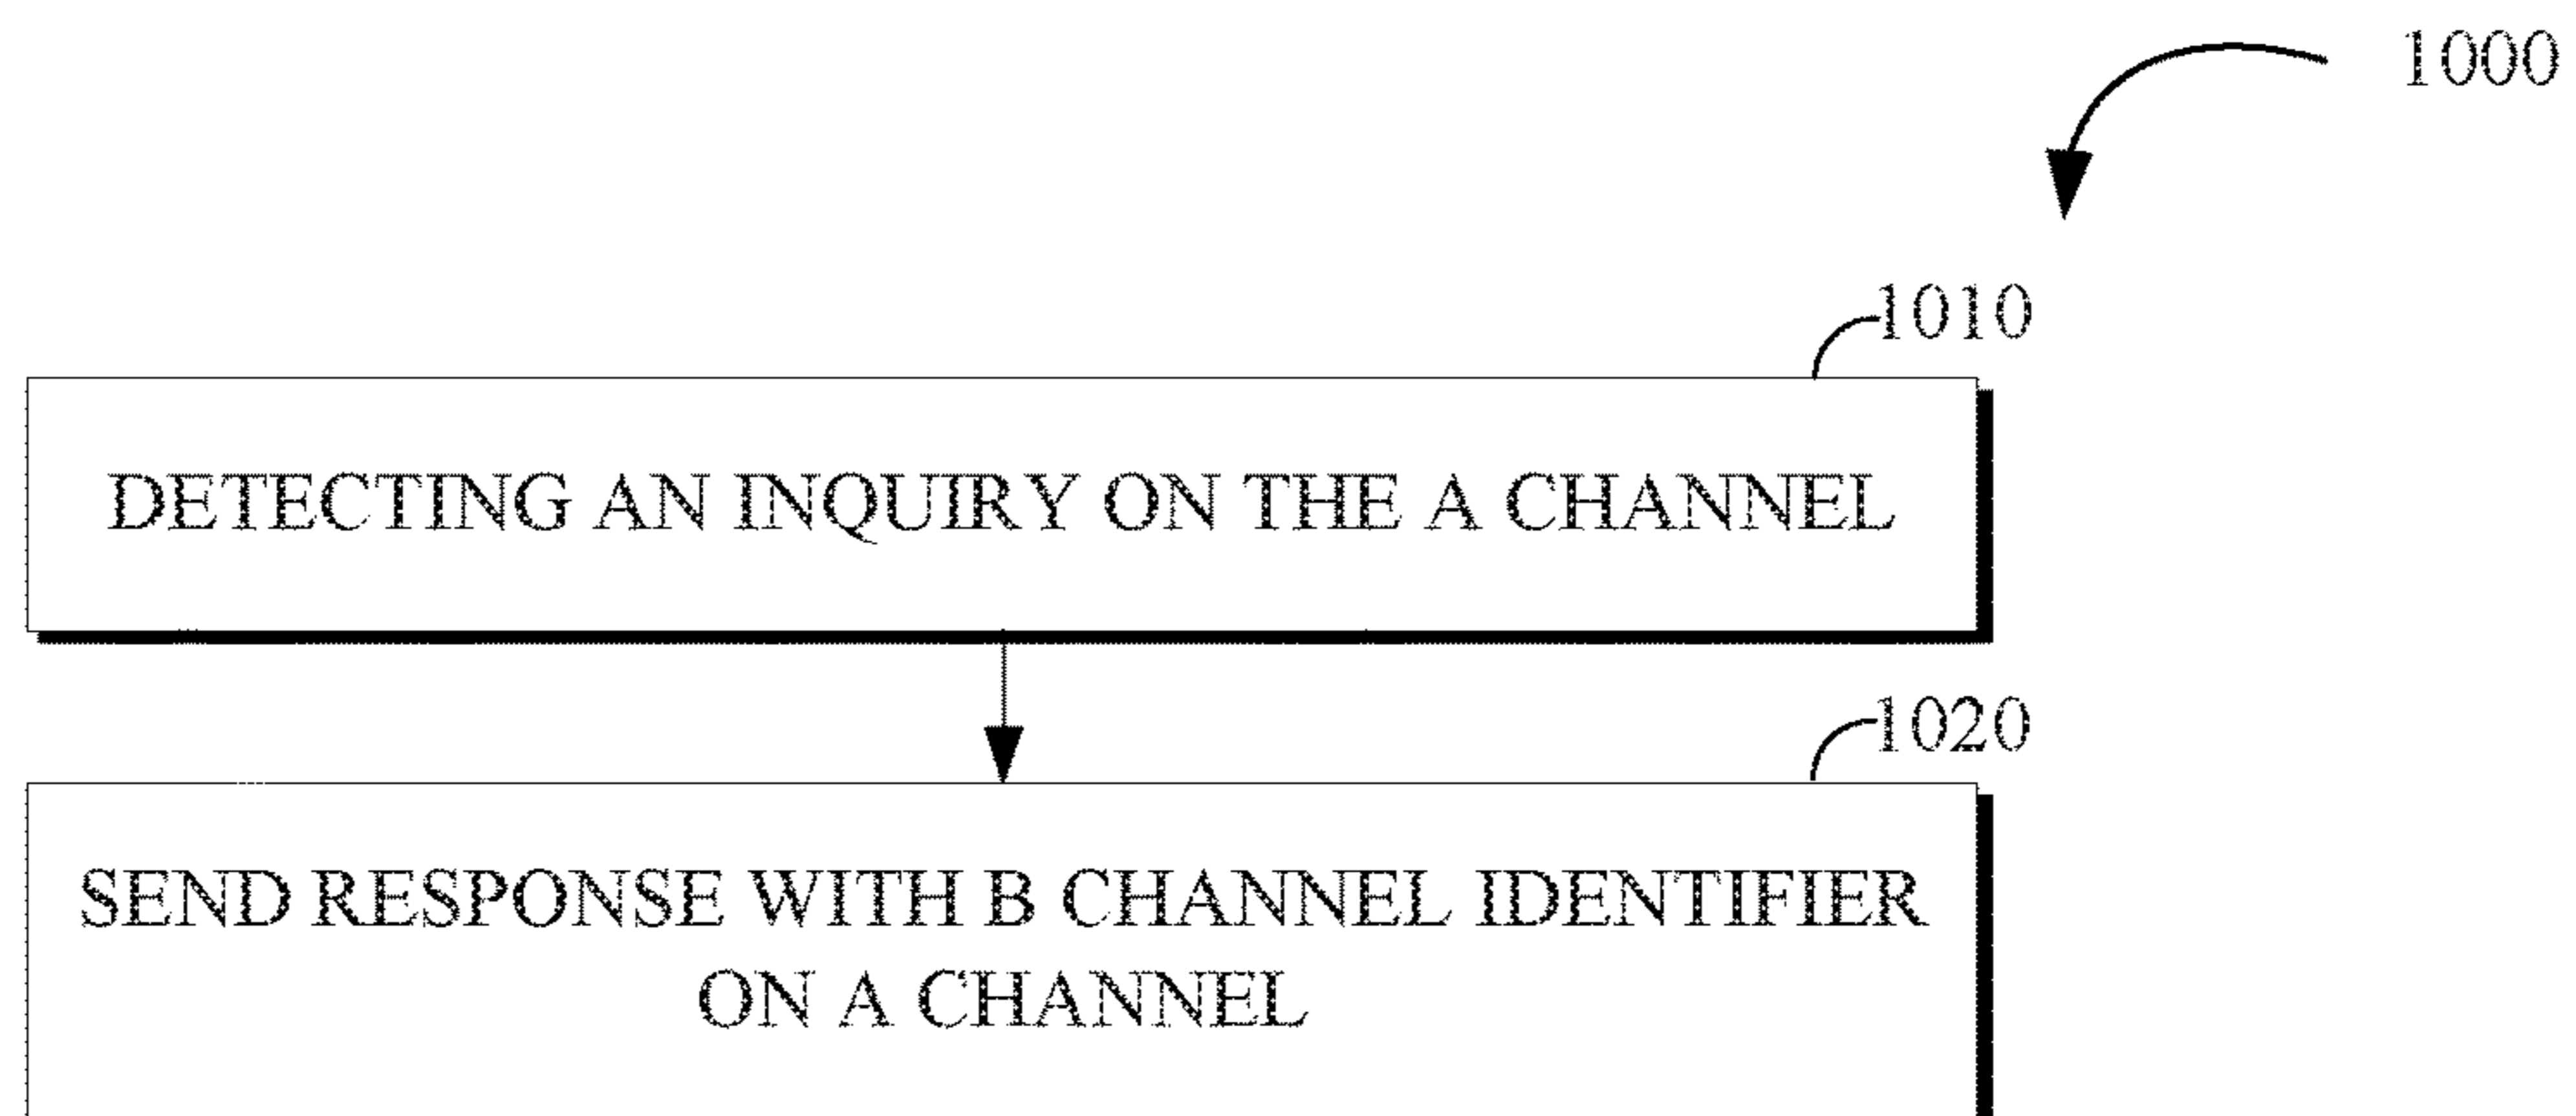 1000
1010
DETECTING AN INQUIRY ON THE A CHANNEL
1020
SEND RESPONSE WITH B CHANNEL IDENTIFIER
ON A CHANNEL